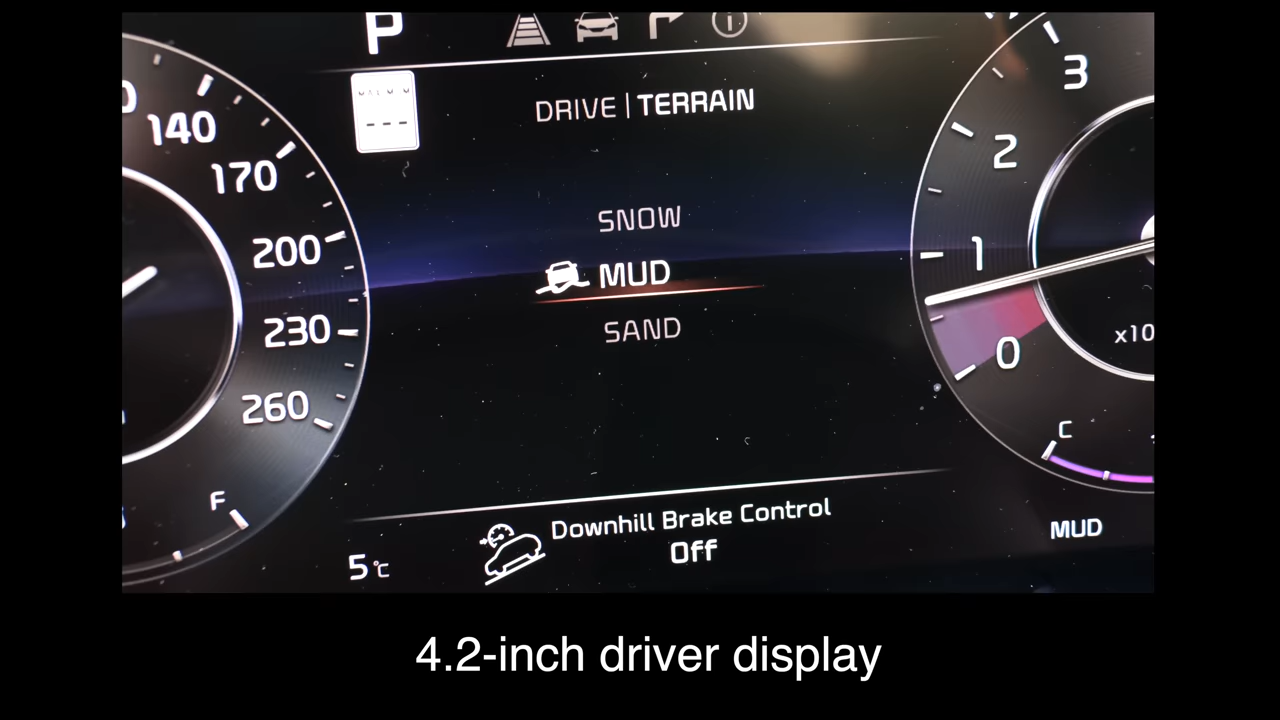 P
DRIVE | TERRAIN
140
170
200
230
260
F
SNOW
MUD
SAND
3
2
1
0
x10
C
5℃
Downhill Brake Control
Off
MUD
4.2-inch driver display